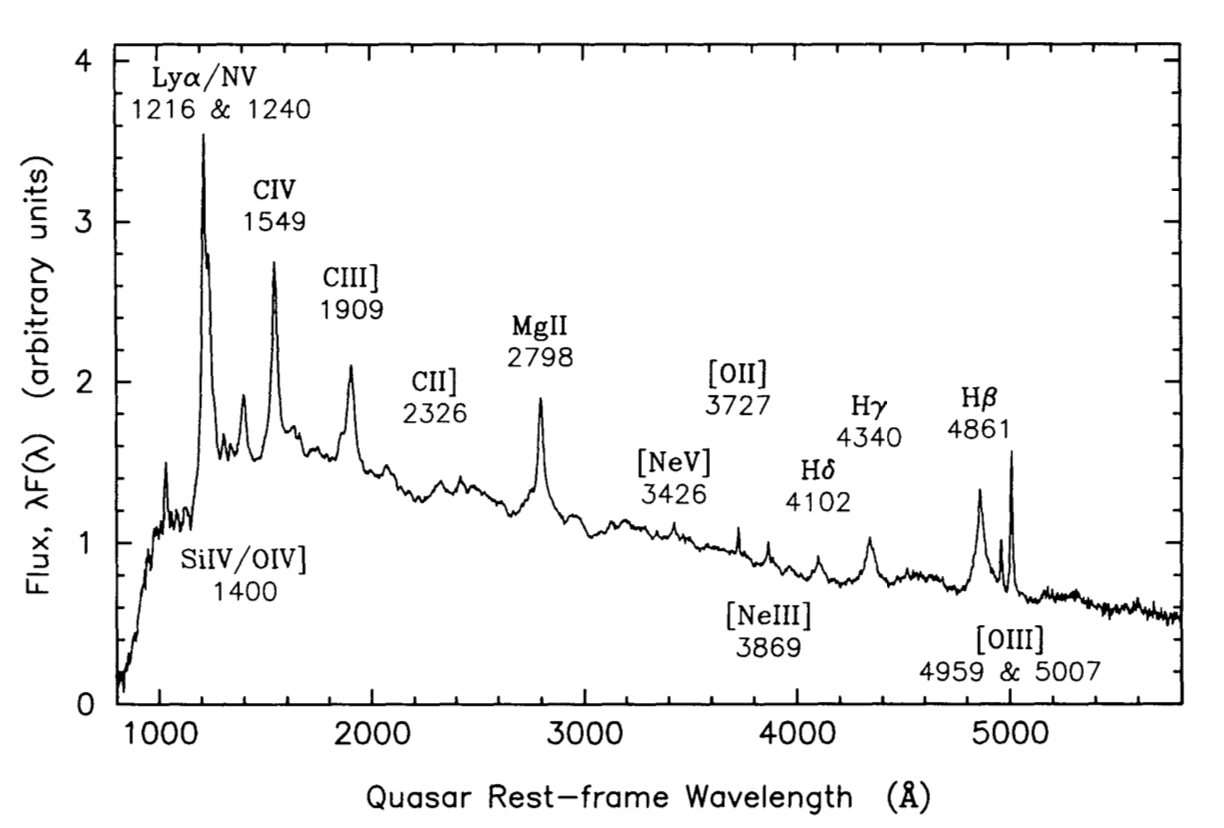 4
Lyα/NV
1216 & 1240
3
CIV
1549
CIII]
1909
MgII
2798
2
CII]
2326
[OII]
3727
Hγ
4340
Hβ
4861
[NeV]
3426
Hδ
4102
1
SiIV/OIV]
1400
[NeIII]
3869
[OIII]
4959 & 5007
0
1000 2000 3000 4000 5000
Quasar Rest-frame Wavelength (Å)
Flux, λF(λ) (arbitrary units)